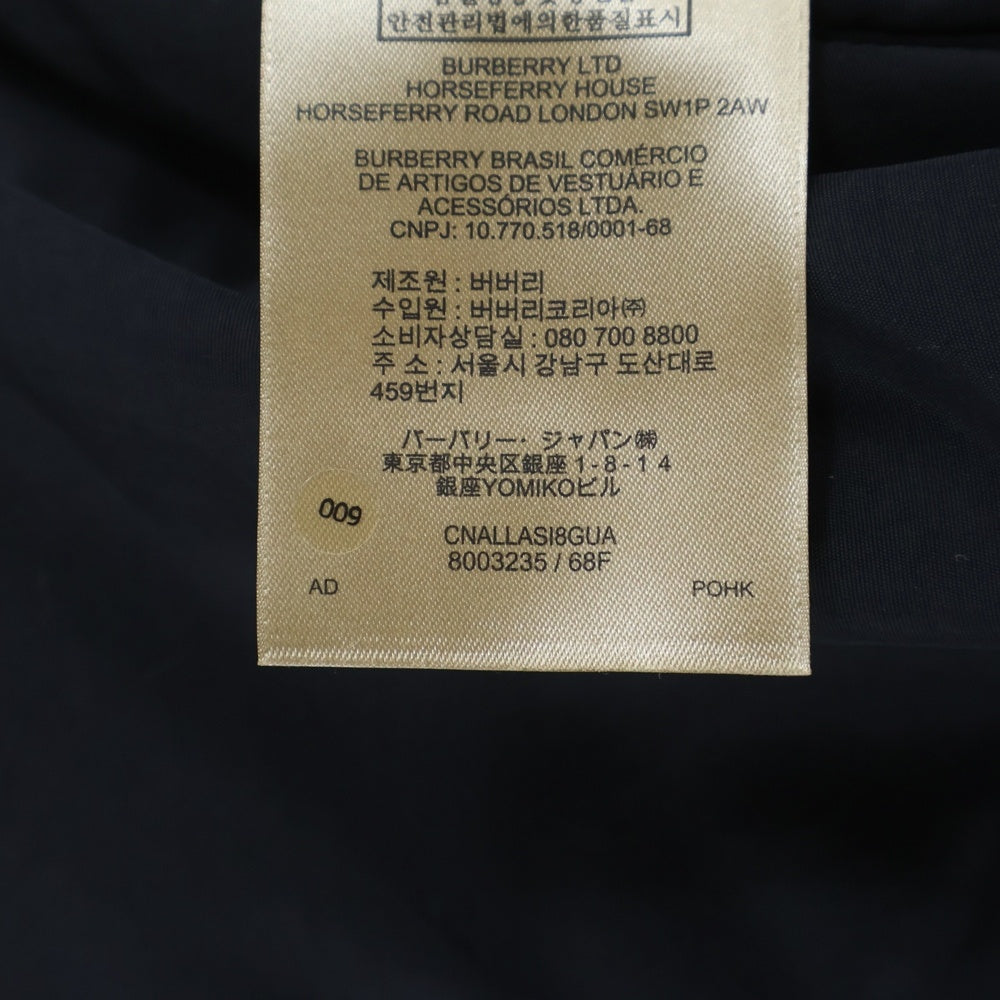 안전관리법에의한품질표시
BURBERRY LTD
HORSEFERRY HOUSE
HORSEFERRY ROAD LONDON SW1P 2AW
BURBERRY BRASIL COMÉRCIO
DE ARTIGOS DE VESTUÁRIO E
ACESSÓRIOS LTDA.
CNPJ: 10.770.518/0001-68
제조원 : 버버리
수입원 : 버버리코리아㈜
소비자상담실 : 080 700 8800
주 소 : 서울시 강남구 도산대로
459번지
バーバリー・ジャパン㈱
東京都中央区銀座 1 - 8 - 1 4
銀座YOMIKOビル
009
CNALLASI8GUA
8003235 / 68F
AD POHK